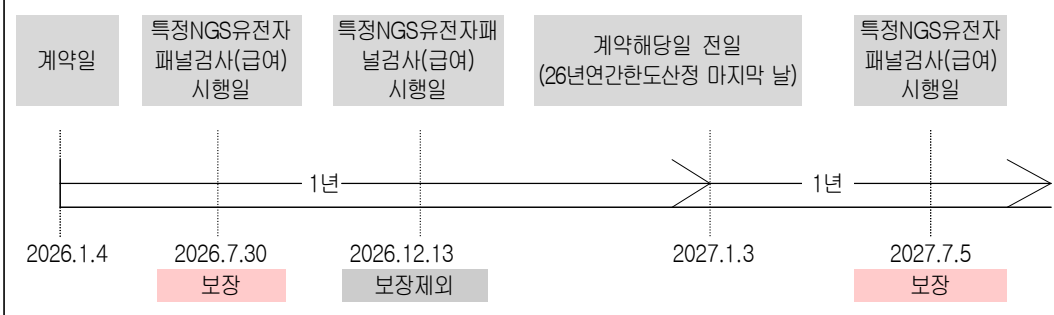 계약일
특정NGS유전자
패널검사(급여)
시행일
특정NGS유전자패
널검사(급여)
시행일
계약해당일 전일
(26년연간한도산정 마지막 날)
특정NGS유전자
패널검사(급여)
시행일
1년
1년
2026.1.4
2026.7.30
2026.12.13
2027.1.3
2027.7.5
보장
보장제외
보장